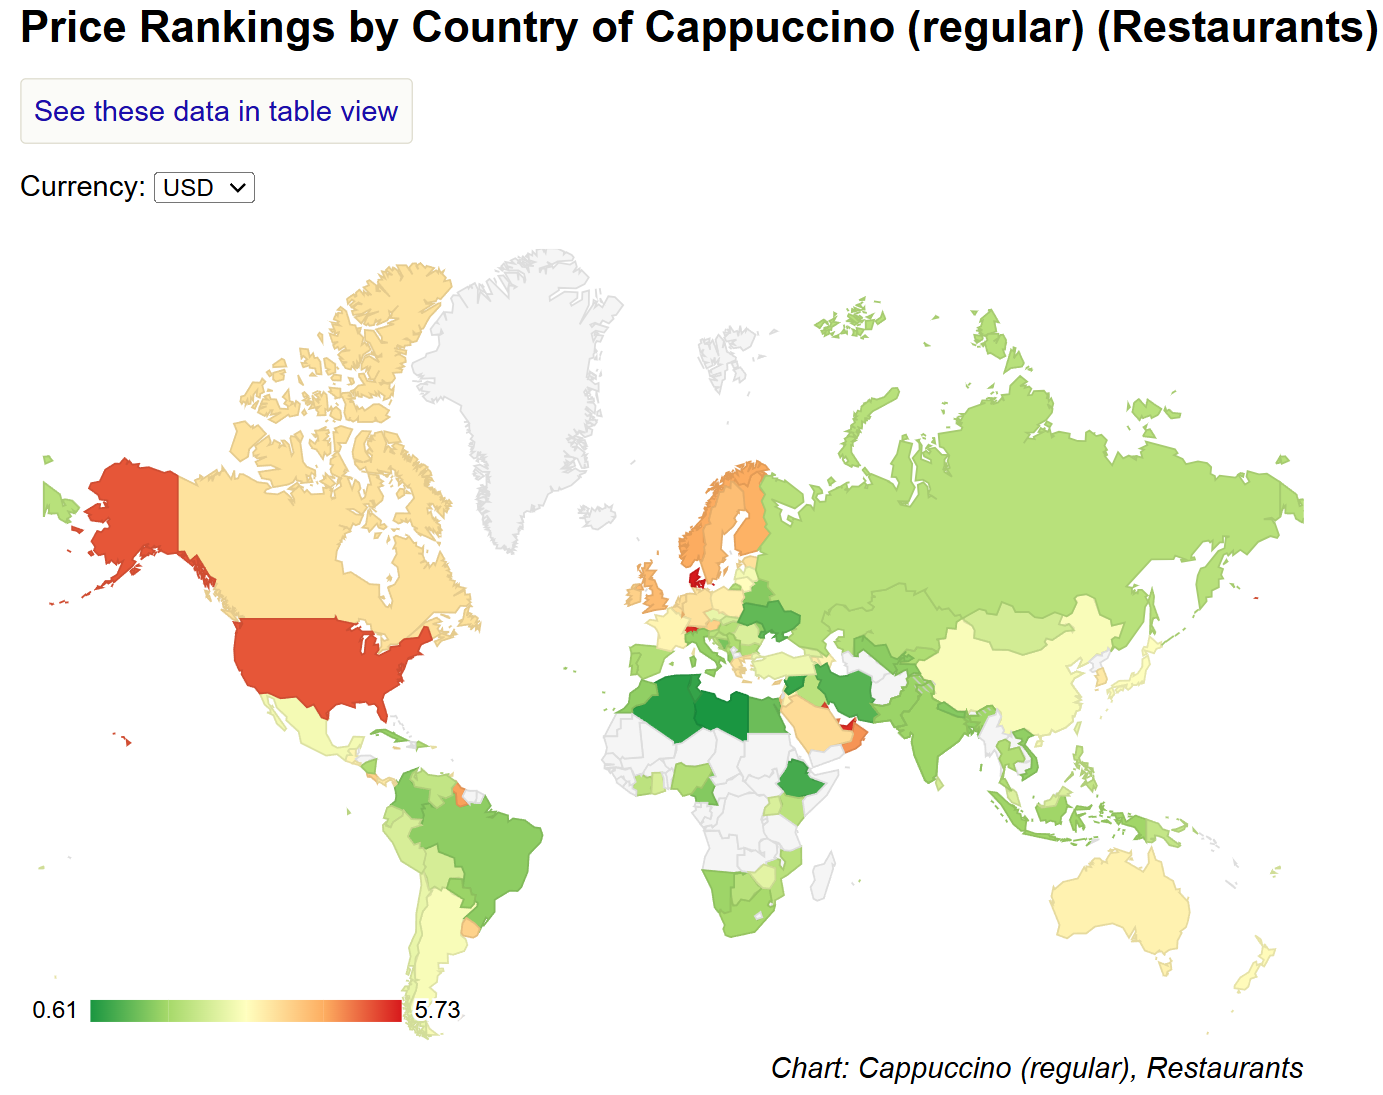 Price Rankings by Country of Cappuccino (regular) (Restaurants)
See these data in table view
Currency: USD
0.61 5.73
Chart: Cappuccino (regular), Restaurants